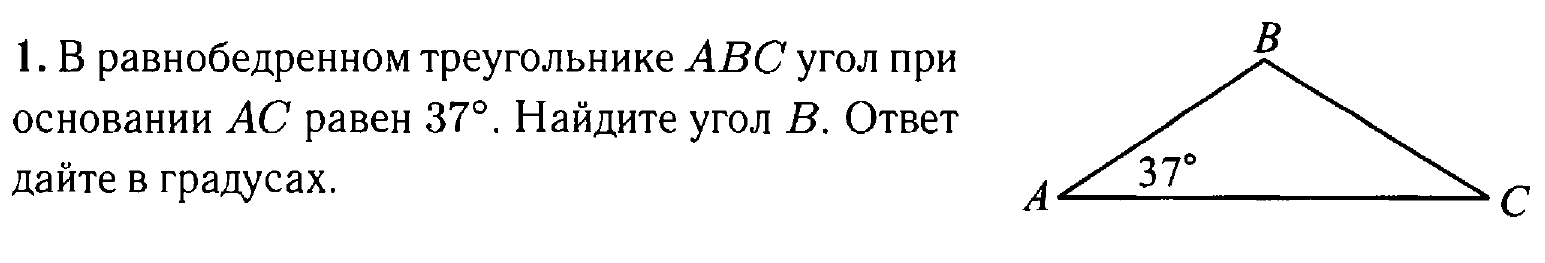 1. В равнобедренном треугольнике ABC угол при
основании AC равен 37°. Найдите угол B. Ответ
дайте в градусах.
B
37°
A
C